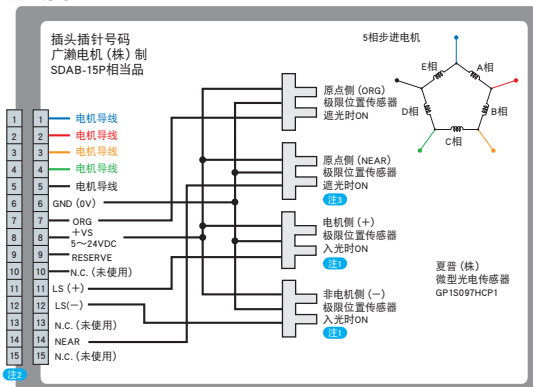 插头插针号码
广濑电机 (株) 制
SDAB-15P相当品
5相步进电机
E相
A相
D相
B相
C相
1 1 电机导线
2 2 电机导线
3 3 电机导线
4 4 电机导线
5 5 电机导线
6 6 GND (0V)
7 7 ORG
8 8 +VS
5~24VDC
9 9 RESERVE
10 10 N.C. (未使用)
11 11 LS (+)
12 12 LS(-)
13 13 N.C. (未使用)
14 14 NEAR
15 15 N.C. (未使用)
注2
原点侧 (ORG)
极限位置传感器
遮光时ON
原点侧 (NEAR)
极限位置传感器
遮光时ON
注3
电机侧 (+)
极限位置传感器
入光时ON
注1
非电机侧 (-)
极限位置传感器
入光时ON
注1
夏普 (株)
微型光电传感器
GP1S097HCP1